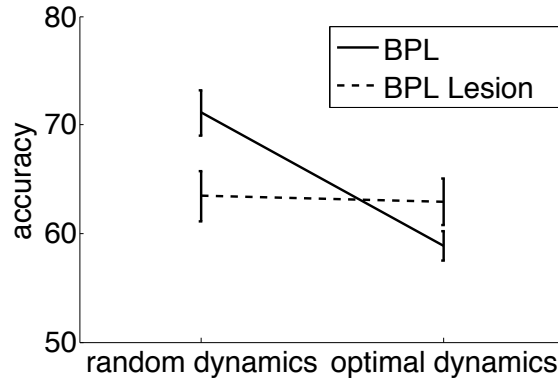 80
70
60
50
accuracy
BPL
BPL Lesion
random dynamics optimal dynamics